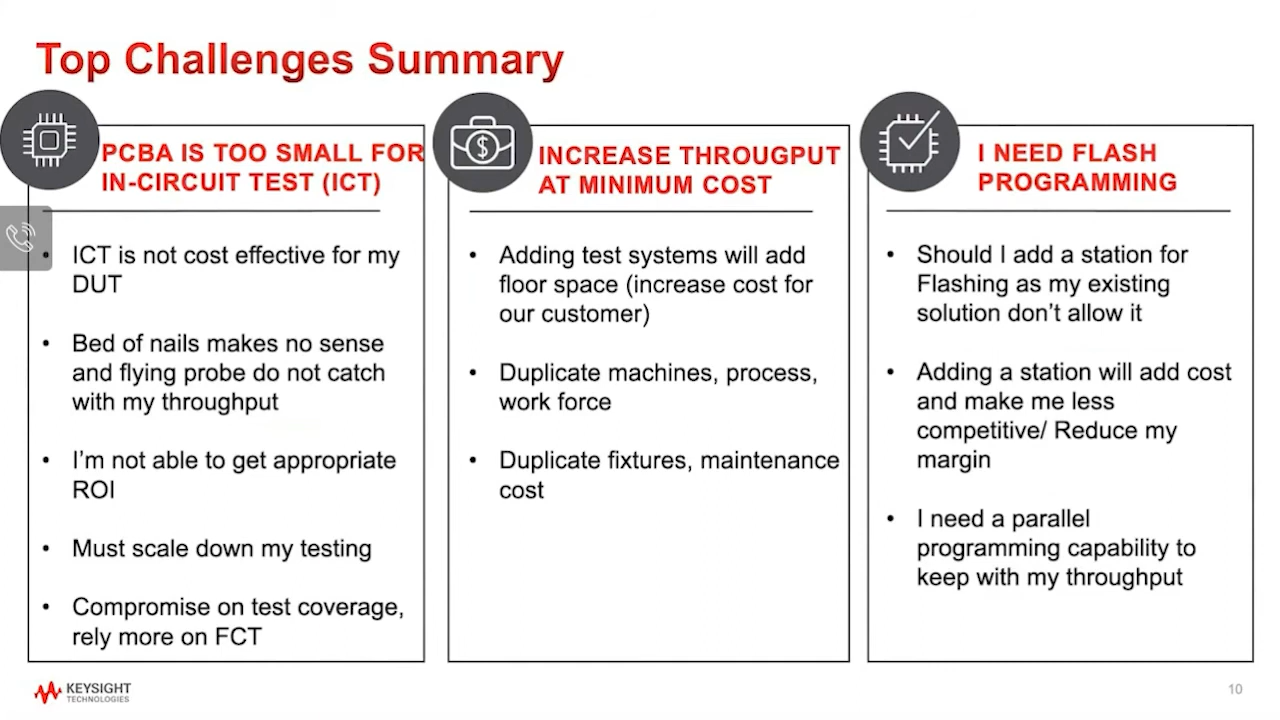 Top Challenges Summary
PCBA IS TOO SMALL FOR
IN-CIRCUIT TEST (ICT)
• ICT is not cost effective for my
DUT
• Bed of nails makes no sense
and flying probe do not catch
with my throughput
• I'm not able to get appropriate
ROI
• Must scale down my testing
• Compromise on test coverage,
rely more on FCT
$
INCREASE THROUGPUT
AT MINIMUM COST
• Adding test systems will add
floor space (increase cost for
our customer)
• Duplicate machines, process,
work force
• Duplicate fixtures, maintenance
cost
I NEED FLASH
PROGRAMMING
• Should I add a station for
Flashing as my existing
solution don't allow it
• Adding a station will add cost
and make me less
competitive/ Reduce my
margin
• I need a parallel
programming capability to
keep with my throughput
KEYSIGHT
TECHNOLOGIES
10